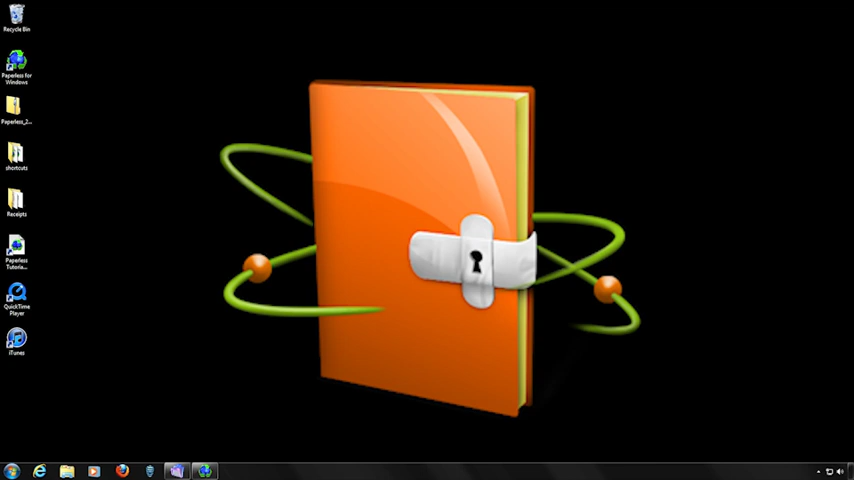 Recycle Bin
Paperless for
Windows
Paperless_2...
shortcuts
Receipts
Paperless
Tutoria...
QuickTime
Player
iTunes